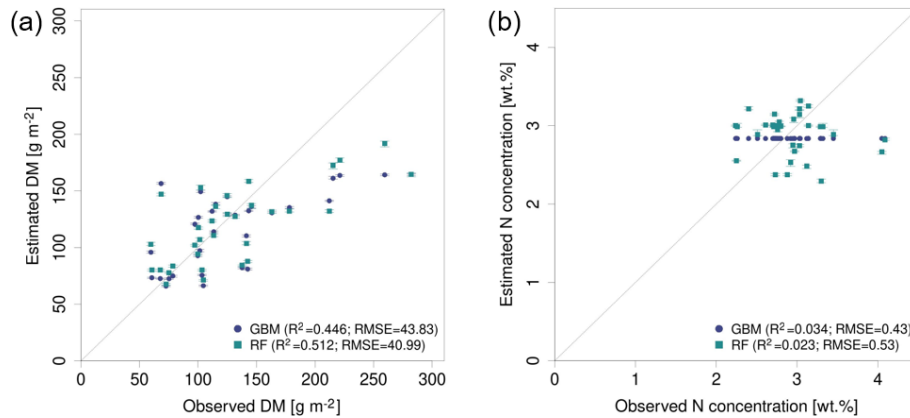 (a)
300
250
200
150
100
50
0
Estimated DM [g m-2]
GBM (R2=0.446; RMSE=43.83)
RF (R2=0.512; RMSE=40.99)
0 50 100 150 200 250 300
Observed DM [g m-2]
(b)
4
3
2
1
0
Estimated N concentration [wt.%]
GBM (R2=0.034; RMSE=0.43)
RF (R2=0.023; RMSE=0.53)
0 1 2 3 4
Observed N concentration [wt.%]